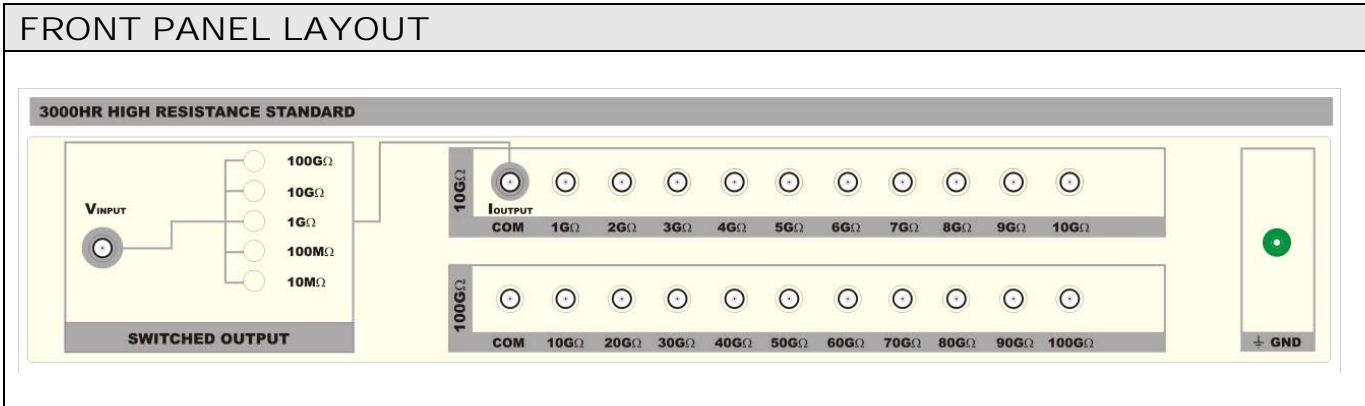 FRONT PANEL LAYOUT
3000HR HIGH RESISTANCE STANDARD
VINPUT
100GΩ
10GΩ
1GΩ
100MΩ
10MΩ
SWITCHED OUTPUT
10GΩ
IOUTPUT
COM 1GΩ 2GΩ 3GΩ 4GΩ 5GΩ 6GΩ 7GΩ 8GΩ 9GΩ 10GΩ
100GΩ
COM 10GΩ 20GΩ 30GΩ 40GΩ 50GΩ 60GΩ 70GΩ 80GΩ 90GΩ 100GΩ
⏚ GND